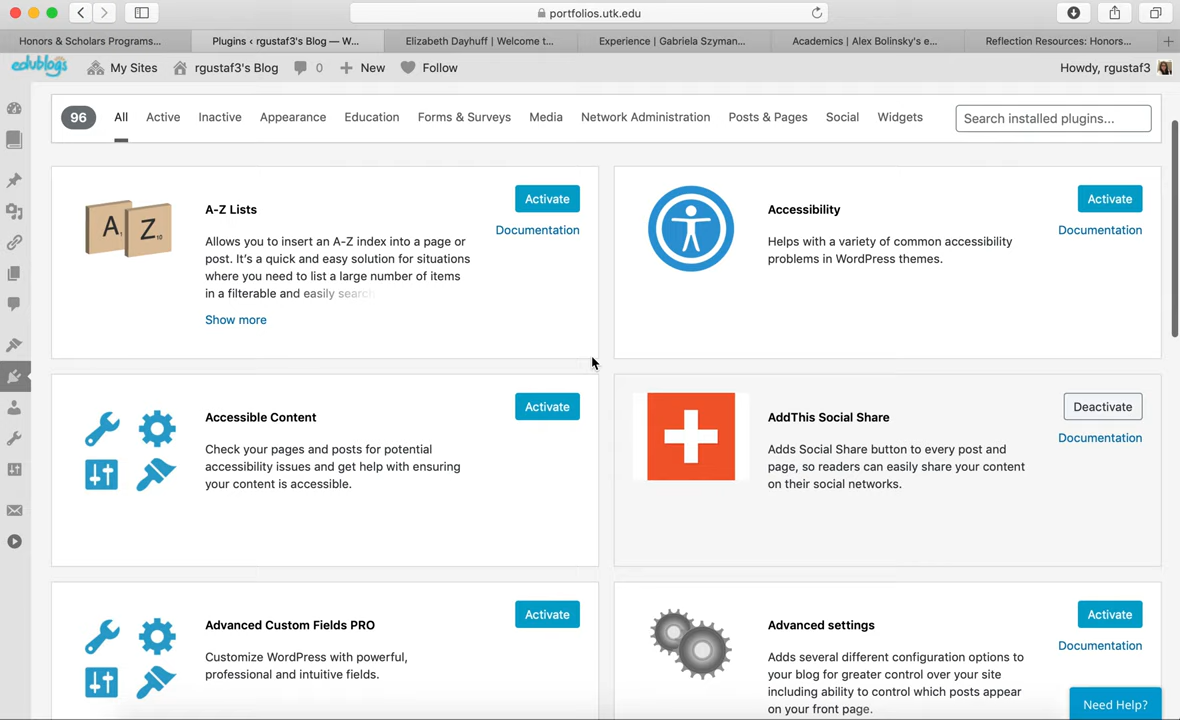 portfolios.utk.edu
Honors & Scholars Programs...
Plugins ‹ rgustaf3's Blog — W...
Elizabeth Dayhuff | Welcome t...
Experience | Gabriela Szyman...
Academics | Alex Bolinsky's e...
Reflection Resources: Honors...
edublogs
My Sites
rgustaf3's Blog
0
New
Follow
Howdy, rgustaf3
96
All
Active
Inactive
Appearance
Education
Forms & Surveys
Media
Network Administration
Posts & Pages
Social
Widgets
Search installed plugins...
A
Z
A-Z Lists
Activate
Documentation
Allows you to insert an A-Z index into a page or
post. It's a quick and easy solution for situations
where you need to list a large number of items
in a filterable and easily search
Show more
Accessibility
Activate
Documentation
Helps with a variety of common accessibility
problems in WordPress themes.
Accessible Content
Activate
Check your pages and posts for potential
accessibility issues and get help with ensuring
your content is accessible.
AddThis Social Share
Deactivate
Documentation
Adds Social Share button to every post and
page, so readers can easily share your content
on their social networks.
Advanced Custom Fields PRO
Activate
Customize WordPress with powerful,
professional and intuitive fields.
Advanced settings
Activate
Documentation
Adds several different configuration options to
your blog for greater control over your site
including ability to control which posts appear
on your front page.
Need Help?